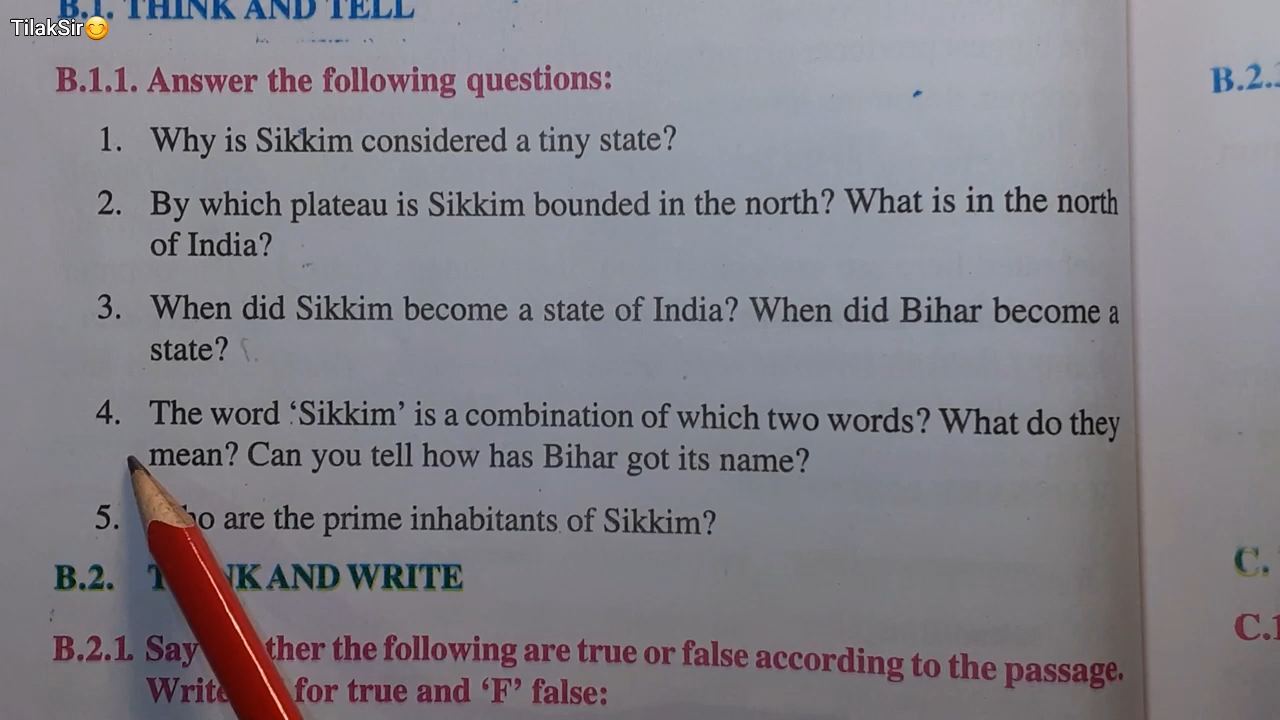 B.1. THINK AND TELL
TilakSir😊
B.1.1. Answer the following questions:
B.2.
1. Why is Sikkim considered a tiny state?
2. By which plateau is Sikkim bounded in the north? What is in the north
of India?
3. When did Sikkim become a state of India? When did Bihar become a
state?
4. The word ‘Sikkim’ is a combination of which two words? What do they
mean? Can you tell how has Bihar got its name?
5. are the prime inhabitants of Sikkim?
C.
B.2. AND WRITE
C.1
B.2.1. Say the following are true or false according to the passage.
Write for true and ‘F’ false: